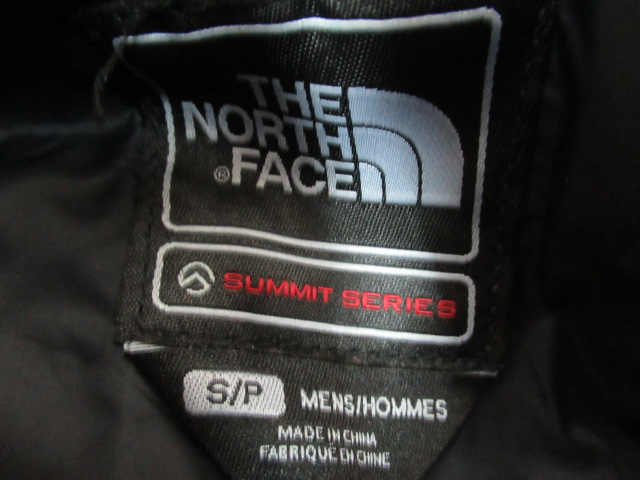 THE
NORTH
®FACE
SUMMIT SERIES
S/P MENS/HOMMES
MADE IN CHINA
FABRIQUE EN CHINE